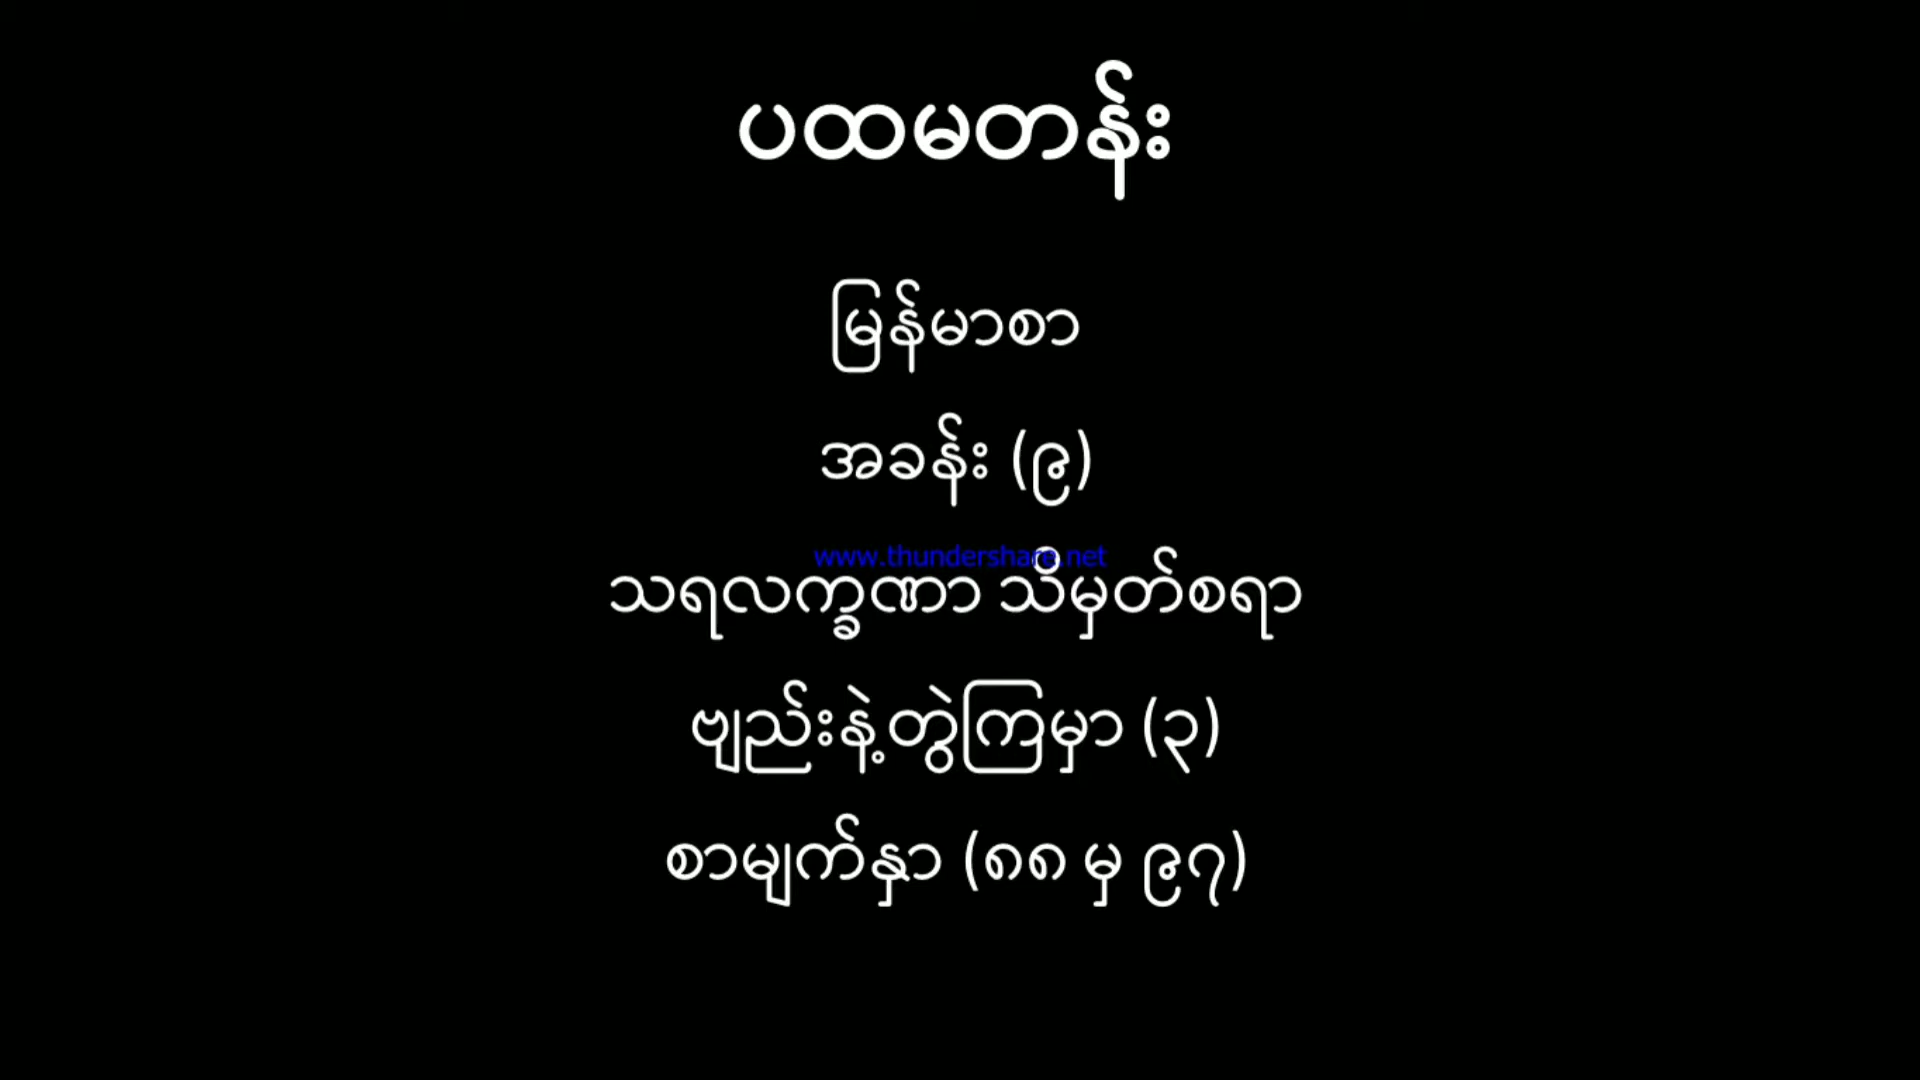 ပထမတန်း
မြန်မာစာ
အခန်း (၉)
www.thundershare.net
သရလက္ခဏာ သိမှတ်စရာ
ဗျည်းနဲ့တွဲကြမှာ (၃)
စာမျက်နှာ (၈၈ မှ ၉၇)